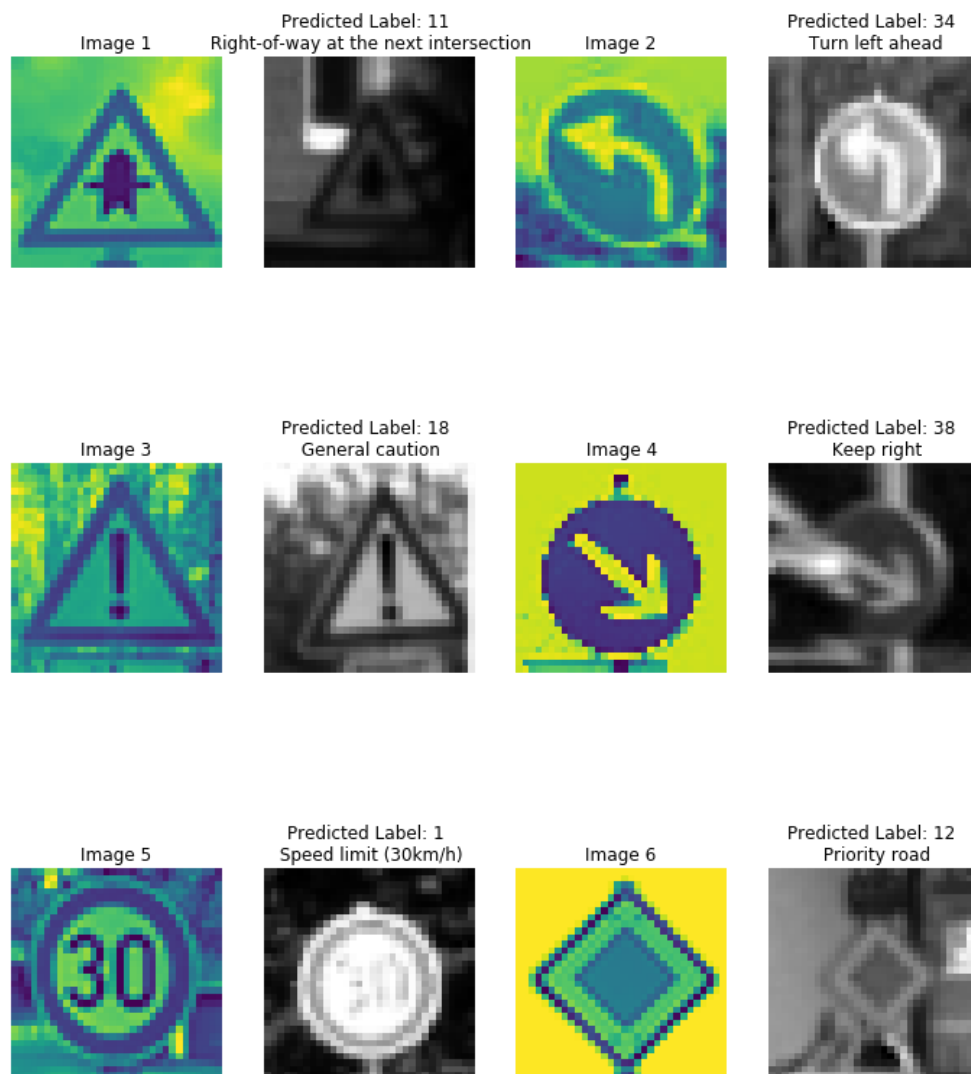 Image 1
Predicted Label: 11
Right-of-way at the next intersection
Image 2
Predicted Label: 34
Turn left ahead
Image 3
Predicted Label: 18
General caution
Image 4
Predicted Label: 38
Keep right
Image 5
30
Predicted Label: 1
Speed limit (30km/h)
30
Image 6
Predicted Label: 12
Priority road